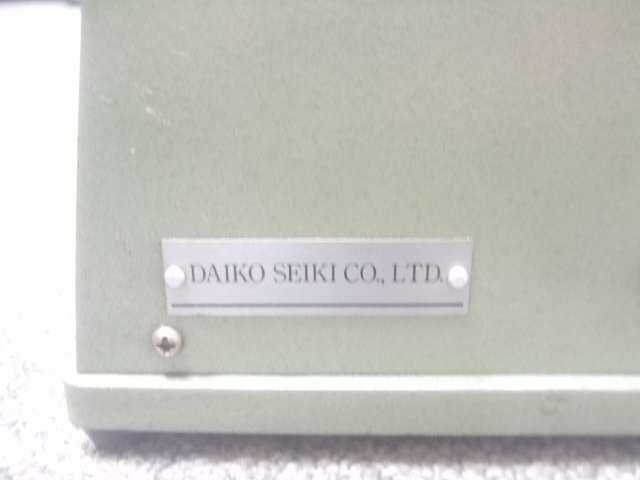 DAIKO SEIKI CO., LTD.